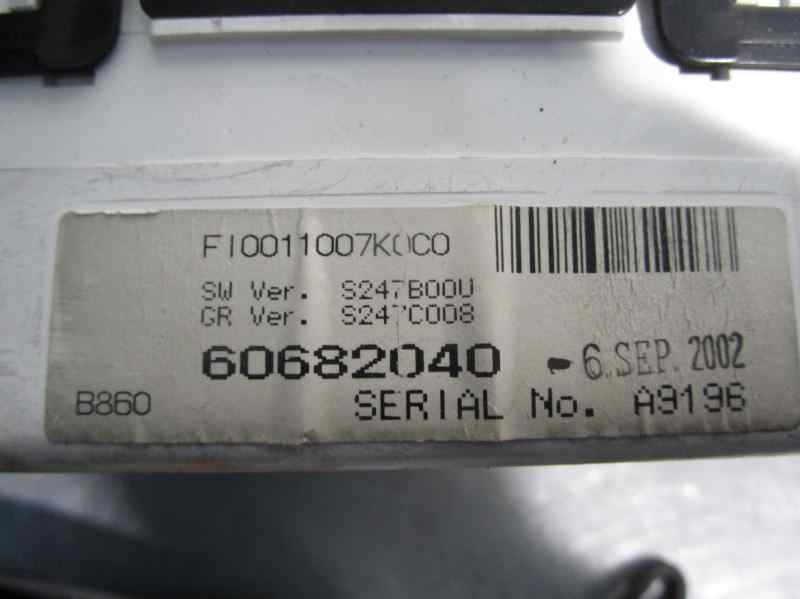 FI0011007K0C0
SW Ver. S247B00U
GR Ver. S247C008
60682040 - 6. SEP. 2002
B860 SERIAL No. A9196